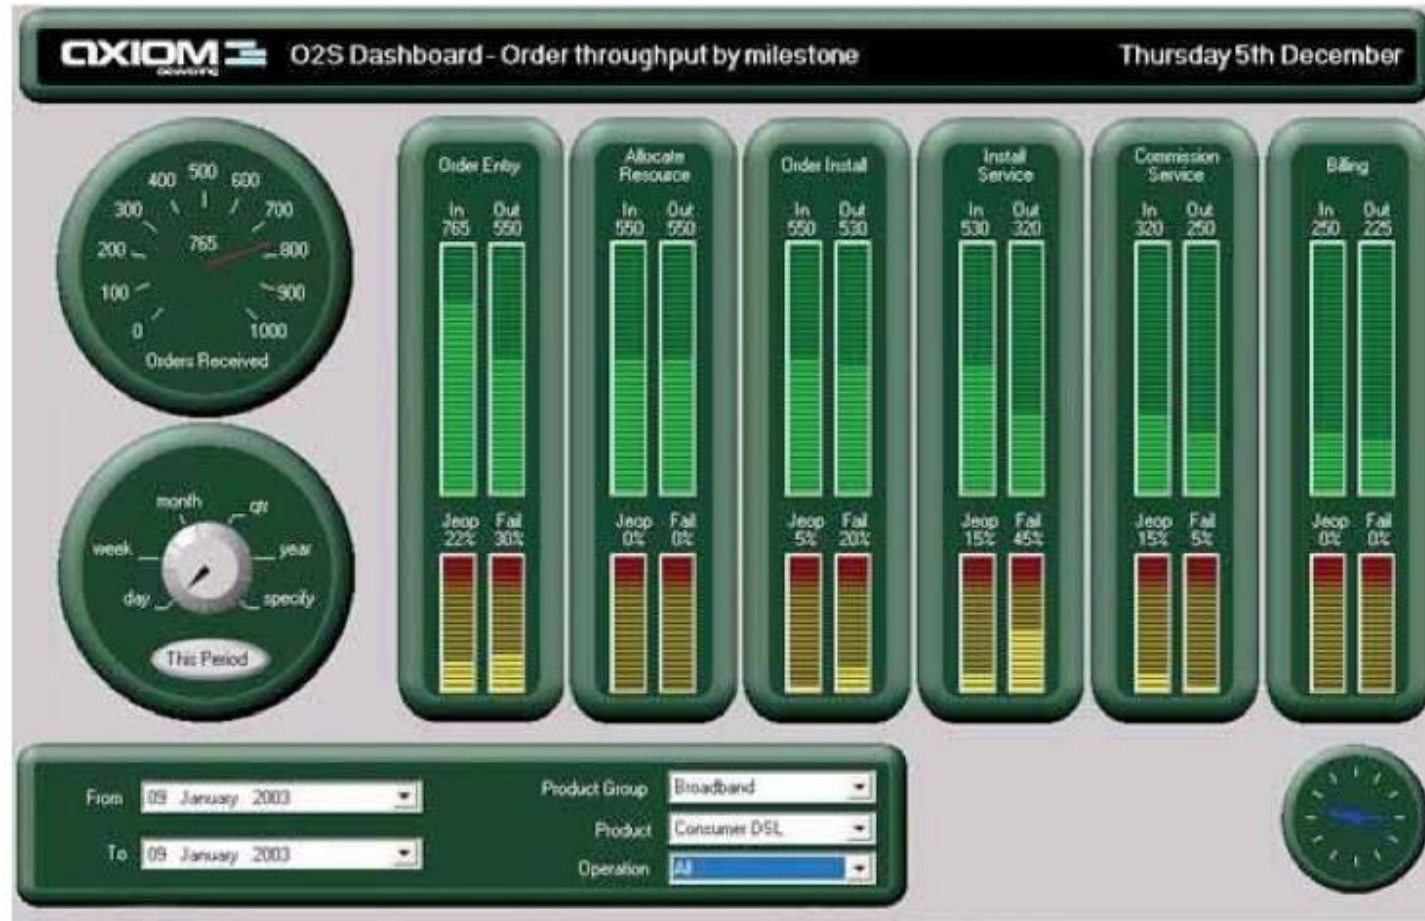 AXIOM
O2S Dashboard - Order throughput by milestone
Thursday 5th December
0
100
200
300
400
500
600
700
800
900
1000
765
Orders Received
day
week
month
qtr
year
specify
This Period
Order Entry
In Out
765 550
Jeop Fail
22% 30%
Allocate
Resource
In Out
550 550
Jeop Fail
0% 0%
Order Install
In Out
550 530
Jeop Fail
5% 20%
Install
Service
In Out
530 320
Jeop Fail
15% 45%
Commission
Service
In Out
320 250
Jeop Fail
15% 5%
Billing
In Out
250 225
Jeop Fail
0% 0%
From 09 January 2003
To 09 January 2003
Product Group Broadband
Product Consumer DSL
Operation All